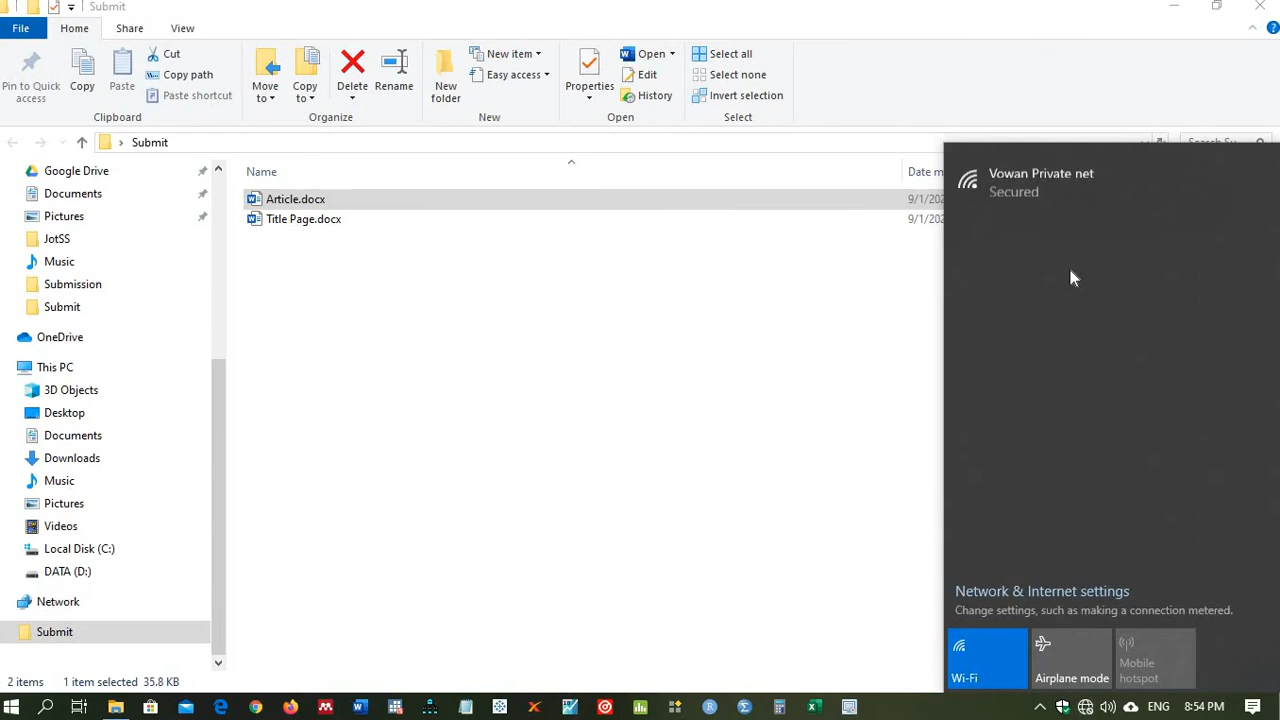 Submit
File Home Share View
Pin to Quick access
Copy
Paste
Cut
Copy path
Paste shortcut
Clipboard
Move to
Copy to
Delete
Rename
Organize
New folder
New item
Easy access
New
Properties
Open
Edit
History
Open
Select all
Select none
Invert selection
Select
Submit
Google Drive
Documents
Pictures
JotSS
Music
Submission
Submit
OneDrive
This PC
3D Objects
Desktop
Documents
Downloads
Music
Pictures
Videos
Local Disk (C:)
DATA (D:)
Network
Submit
Name
Date m
Article.docx
9/1/202
Title Page.docx
9/1/202
Vowan Private net
Secured
Network & Internet settings
Change settings, such as making a connection metered.
Wi-Fi
Airplane mode
Mobile hotspot
2 items 1 item selected 35.8 KB
ENG 8:54 PM